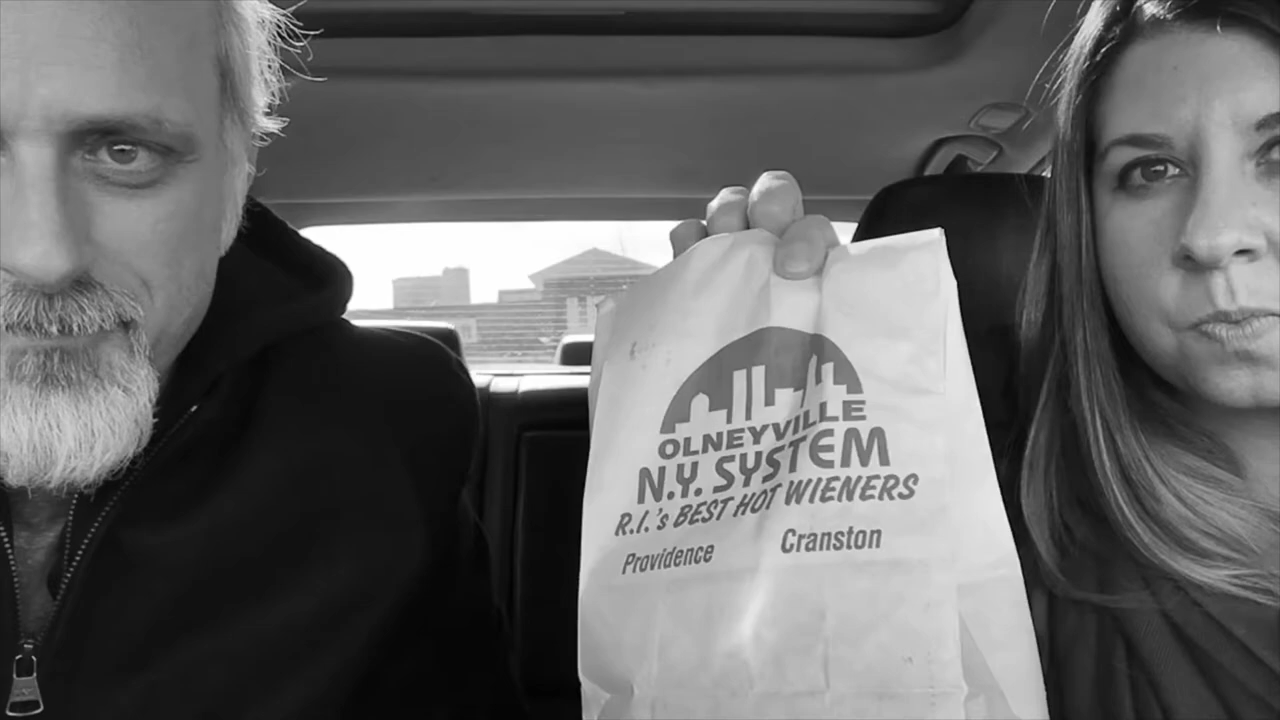 OLNEYVILLE
N.Y. SYSTEM
R.I.'s BEST HOT WIENERS
Providence Cranston